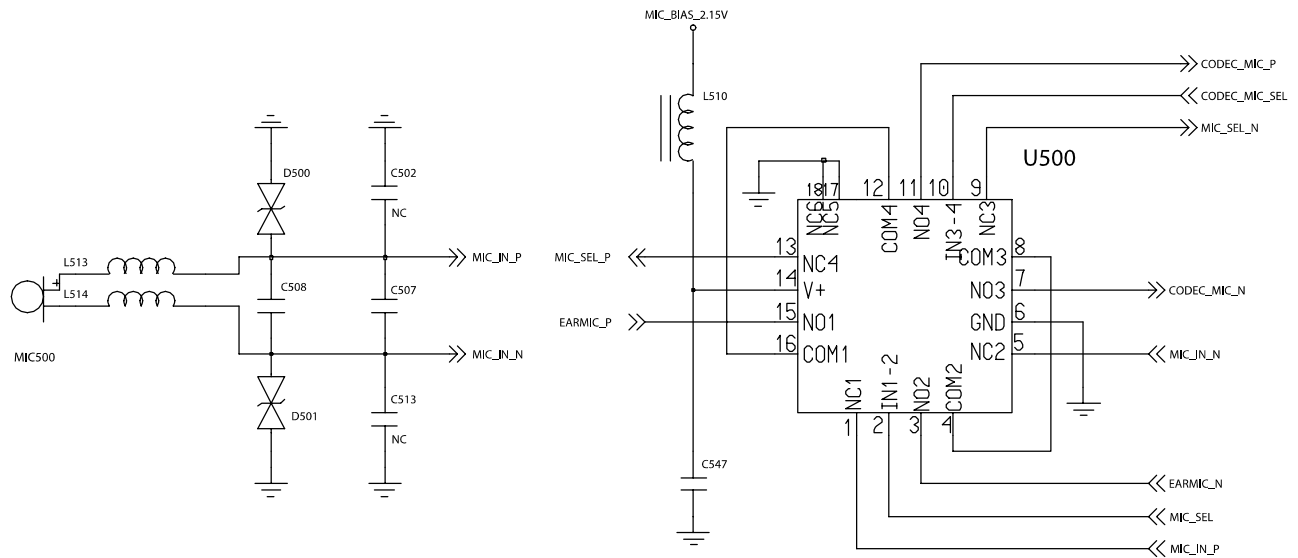 MIC_BIAS_2.15V
L510
CODEC_MIC_P
CODEC_MIC_SEL
MIC_SEL_N
U500
D500
C502
NC
L513
+
L514
C508
C507
MIC_IN_P
MIC_IN_N
MIC500
D501
C513
NC
MIC_SEL_P
EARMIC_P
C547
18 17 12 11 10 9
NC6 NC5 COM4 NO4 IN3-4 NC3
13 NC4
14 V+
15 NO1
16 COM1
COM3 8
NO3 7
GND 6
NC2 5
NC1 IN1-2 NO2 COM2
1 2 3 4
CODEC_MIC_N
MIC_IN_N
EARMIC_N
MIC_SEL
MIC_IN_P